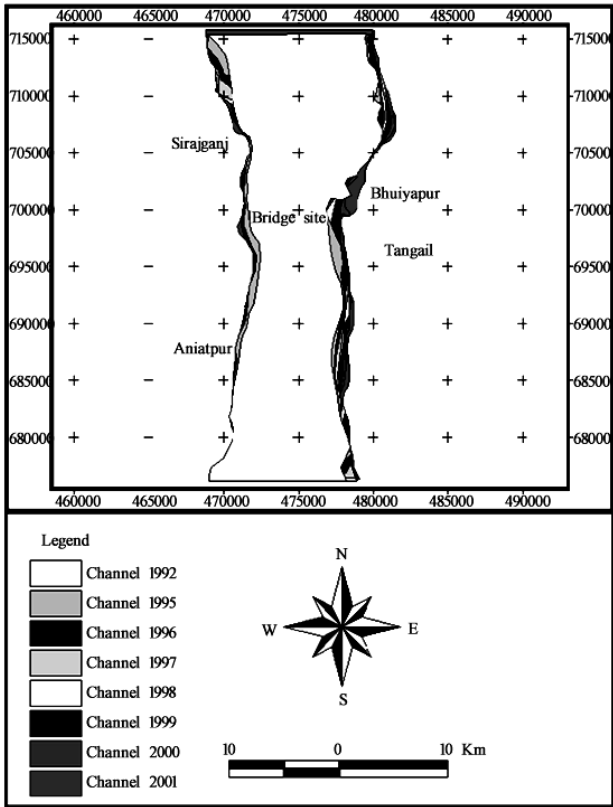 460000 465000 470000 475000 480000 485000 490000
715000 715000
710000 710000
Sirajganj
705000 705000
Bhuiyapur
700000 700000
Bridge site
Tangail
695000 695000
690000 690000
Aniatpur
685000 685000
680000 680000
460000 465000 470000 475000 480000 485000 490000
Legend
Channel 1992
Channel 1995
Channel 1996
Channel 1997
Channel 1998
Channel 1999
Channel 2000
Channel 2001
N
W E
S
10 0 10 Km